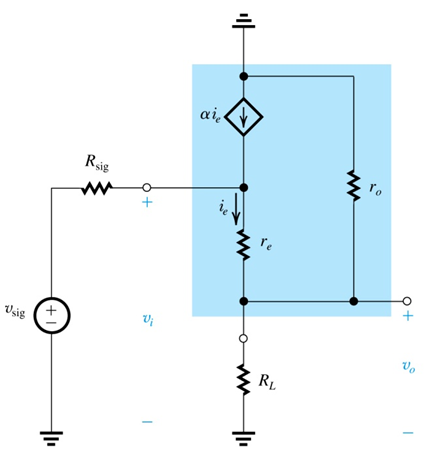 αi_e
R_sig
+
i_e
r_o
r_e
v_sig
+
−
v_i
+
v_o
R_L
−
−